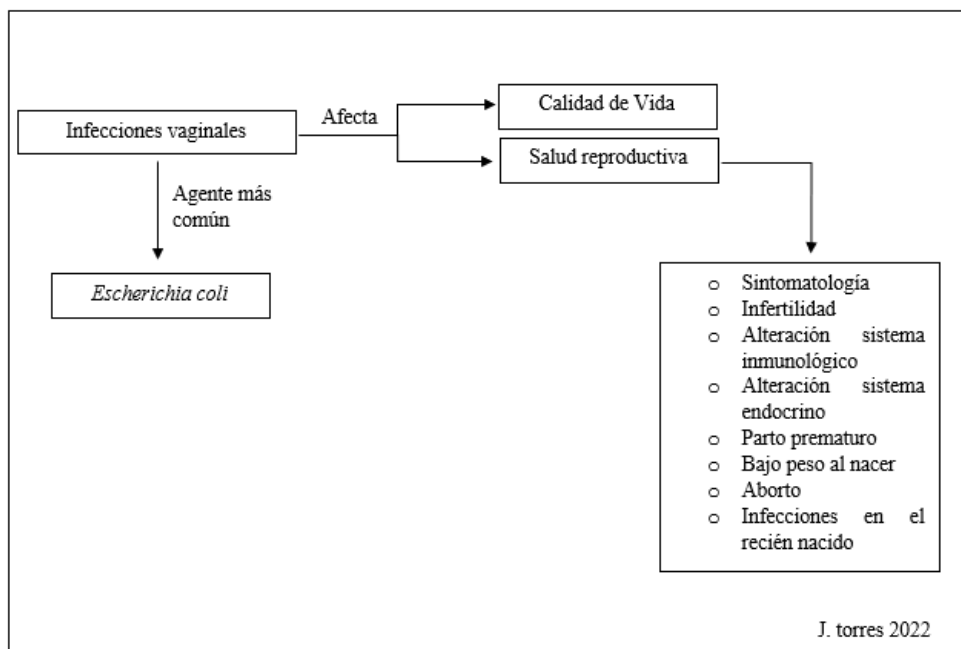 Calidad de Vida
Infecciones vaginales
Afecta
Salud reproductiva
Agente más
común
Escherichia coli
o Sintomatología
o Infertilidad
o Alteración sistema
inmunológico
o Alteración sistema
endocrino
o Parto prematuro
o Bajo peso al nacer
o Aborto
o Infecciones en el
recién nacido
J. torres 2022